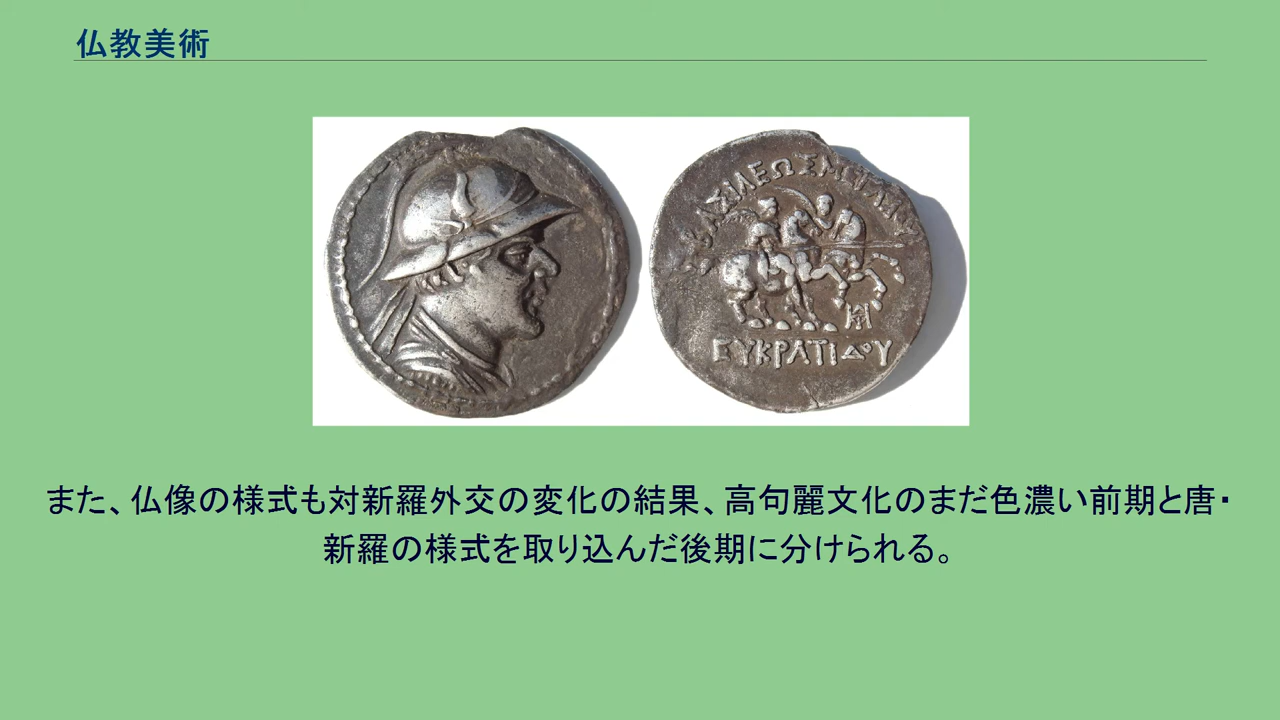 仏教美術
ΒΑΣΙΛΕΩΣ
ΕΥΚΡΑΤΙΔΟΥ
また、仏像の様式も対新羅外交の変化の結果、高句麗文化のまだ色濃い前期と唐・
新羅の様式を取り込んだ後期に分けられる。